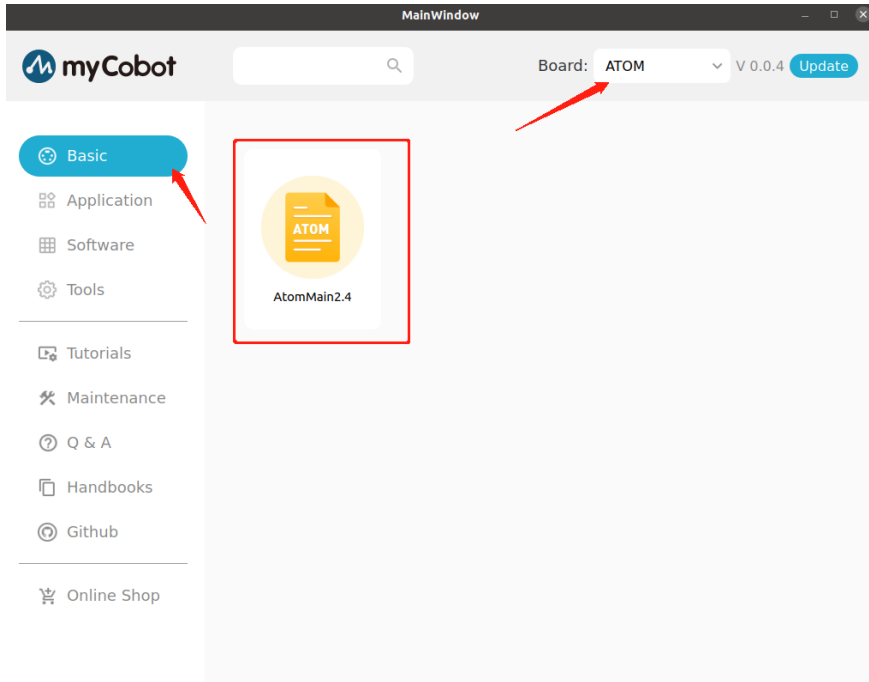 MainWindow
myCobot
Board: ATOM V 0.0.4 Update
Basic
Application
Software
Tools
Tutorials
Maintenance
Q & A
Handbooks
Github
Online Shop
ATOM
AtomMain2.4